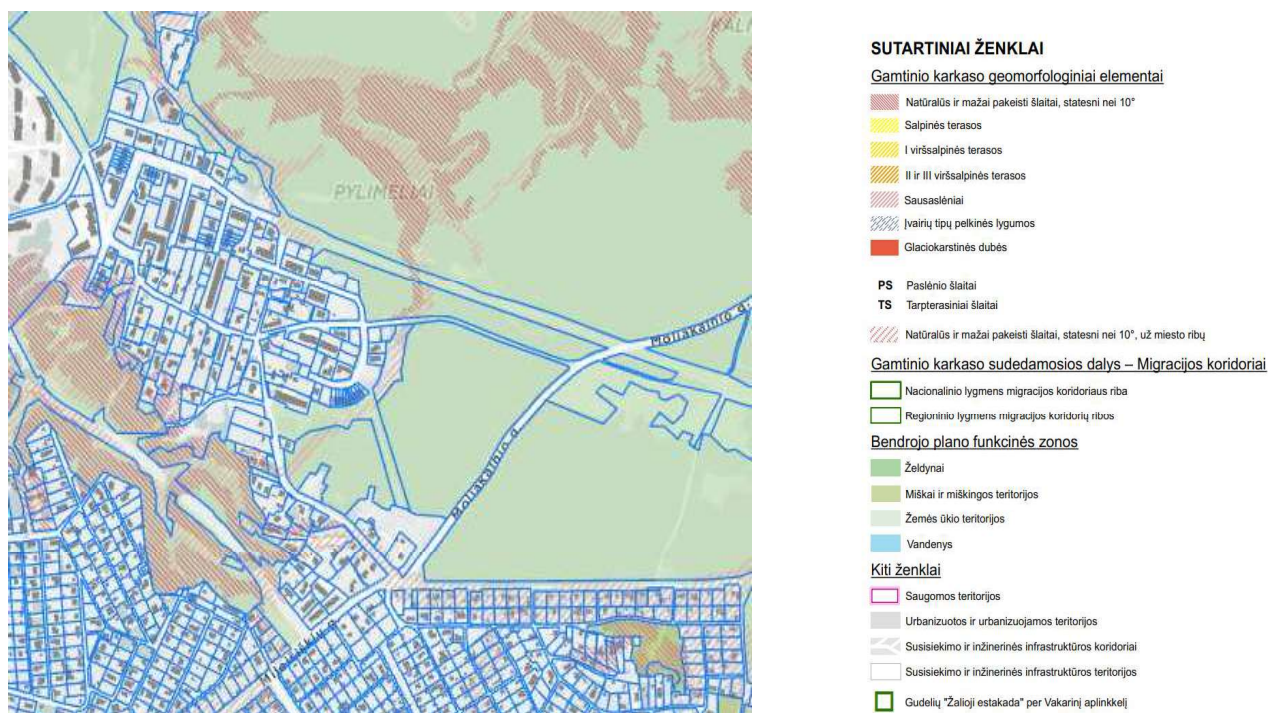 PYLIMĖLIAI
Moliakalnio g.
Moliakalnio g.
SUTARTINIAI ŽENKLAI
Gamtinio karkaso geomorfologiniai elementai
Natūralūs ir mažai pakeisti šlaitai, statesni nei 10°
Salpinės terasos
I viršsalpinės terasos
II ir III viršsalpinės terasos
Sausaslėniai
Įvairių tipų pelkinės lygumos
Glaciokarstinės dubės
PS Paslėnio šlaitai
TS Tarpterasiniai šlaitai
Natūralūs ir mažai pakeisti šlaitai, statesni nei 10°, už miesto ribų
Gamtinio karkaso sudedamosios dalys – Migracijos koridoriai
Nacionalinio lygmens migracijos koridoriaus riba
Regioninio lygmens migracijos koridorių ribos
Bendrojo plano funkcinės zonos
Želdynai
Miškai ir miškingos teritorijos
Žemės ūkio teritorijos
Vandenys
Kiti ženklai
Saugomos teritorijos
Urbanizuotos ir urbanizuojamos teritorijos
Susisiekimo ir inžinerinės infrastruktūros koridoriai
Susisiekimo ir inžinerinės infrastruktūros teritorijos
Gudelių "Žalioji estakada" per Vakarinį aplinkkelį